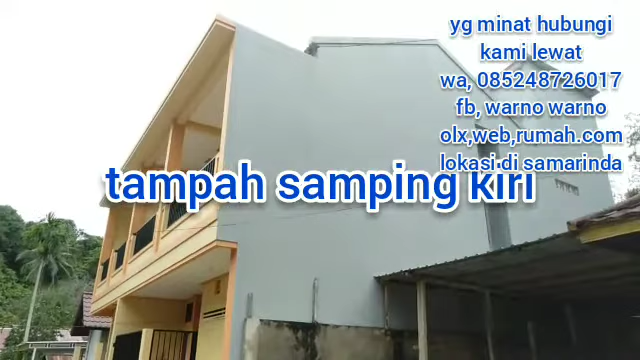 yg minat hubungi
kami lewat
wa, 085248726017
fb, warno warno
olx,web,rumah.com
lokasi di samarinda
tampah samping kiri